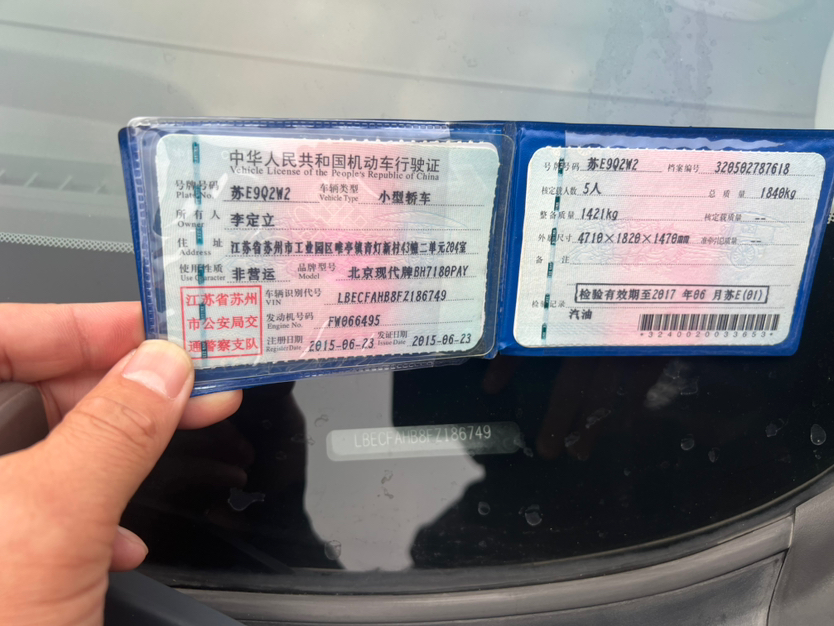 中华人民共和国机动车行驶证
Vehicle License of the People's Republic of China
号牌号码 苏E9Q2W2 车辆类型 小型轿车
Plate No. Vehicle Type
所有人 李定立
Owner
住址 江苏省苏州市工业园区唯亭镇青灯新村43幢二单元204室
Address
使用性质 非营运 品牌型号 北京现代牌BH7180PAY
Use Character Model
江苏省苏州
市公安局交
通警察支队
车辆识别代号 LBECFAHB8FZ186749
VIN
发动机号码 FW066495
Engine No.
注册日期 2015-06-23 发证日期 2015-06-23
Register Date Issue Date
号牌号码 苏E9Q2W2 档案编号 320502787618
核定载人数 5人 总质量 1840kg
整备质量 1421kg 核定载质量 --
外廓尺寸 4710×1820×1470mm 准牵引总质量 --
备注
检验记录 检验有效期至2017年06月苏E(01)
汽油
*3240020033653*
LBECFAHB8FZ186749